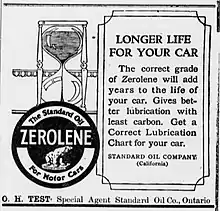 LONGER LIFE
FOR YOUR CAR
The correct grade
of Zerolene will add
years to the life of
your car. Gives bet-
ter lubrication with
least carbon. Get a
Correct Lubrication
Chart for your car.
STANDARD OIL COMPANY
(California)
The Standard Oil
ZEROLENE
For Motor Cars
G. H. TEST- Special Agent Standard Oil Co., Ontario